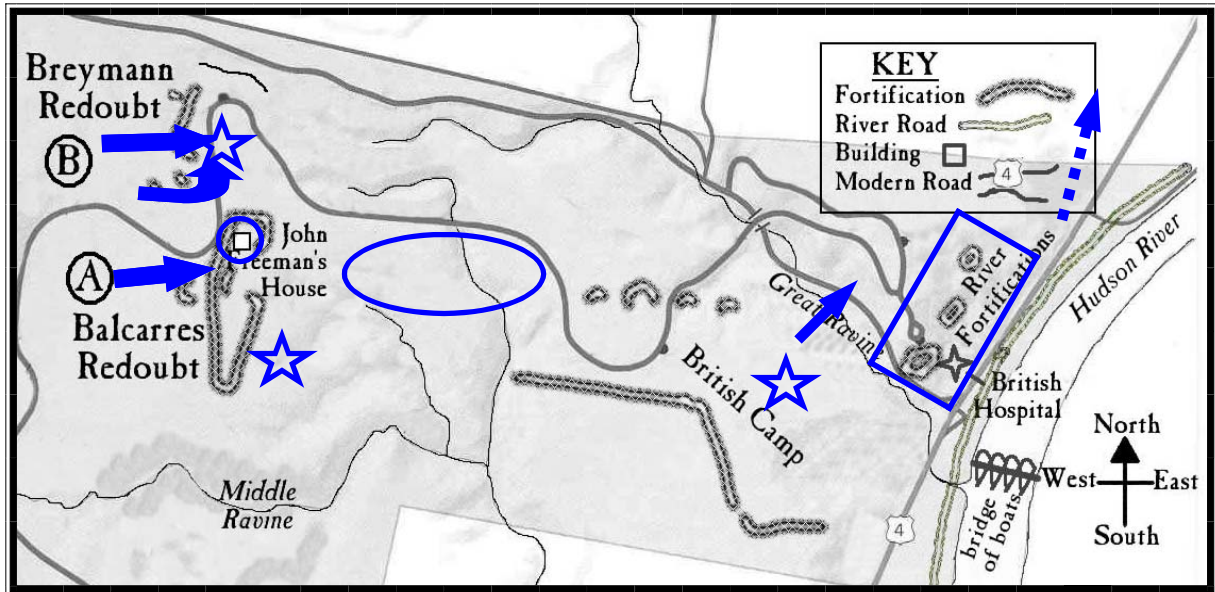 Breymann
Redoubt
B
A
John
Freeman's
House
Balcarres
Redoubt
Middle
Ravine
British Camp
Great Ravine
River
Fortifications
British
Hospital
Hudson River
bridge
of boats
4
KEY
Fortification
River Road
Building
Modern Road
4
North
West
East
South